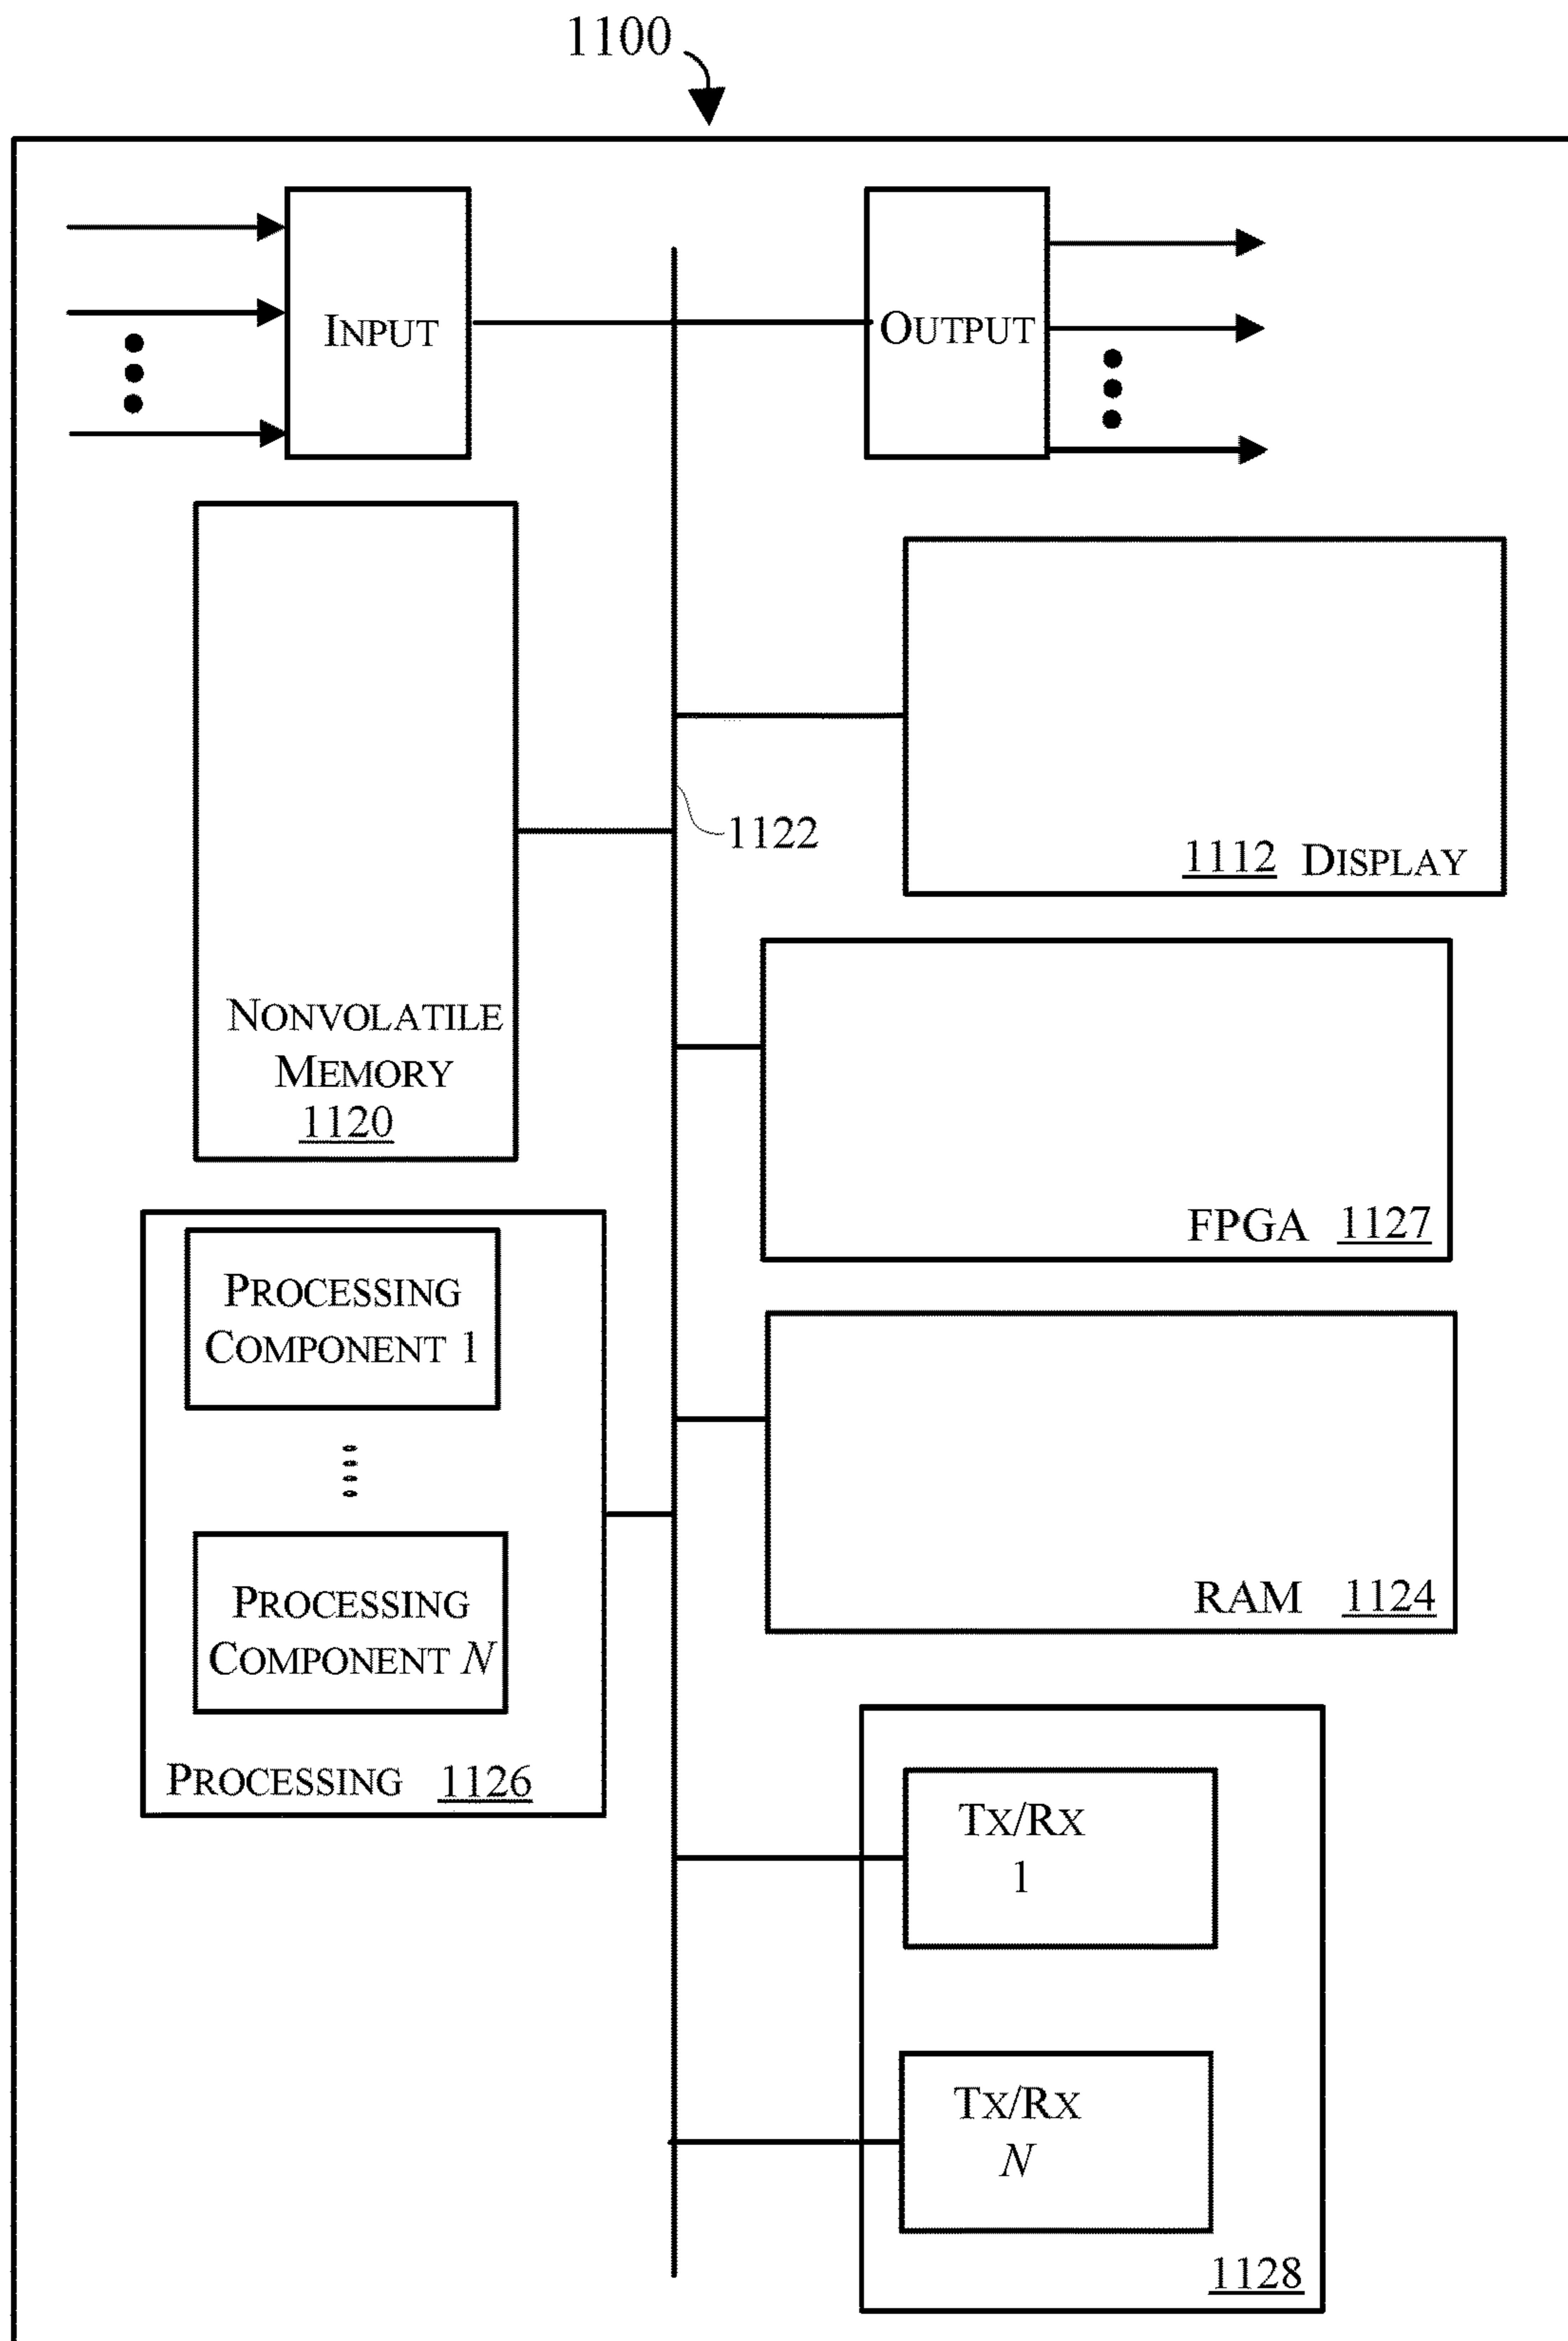 1100
INPUT
OUTPUT
1122
1112 DISPLAY
NONVOLATILE
MEMORY
1120
FPGA 1127
PROCESSING
COMPONENT 1
PROCESSING
COMPONENT N
PROCESSING 1126
RAM 1124
TX/RX
1
TX/RX
N
1128